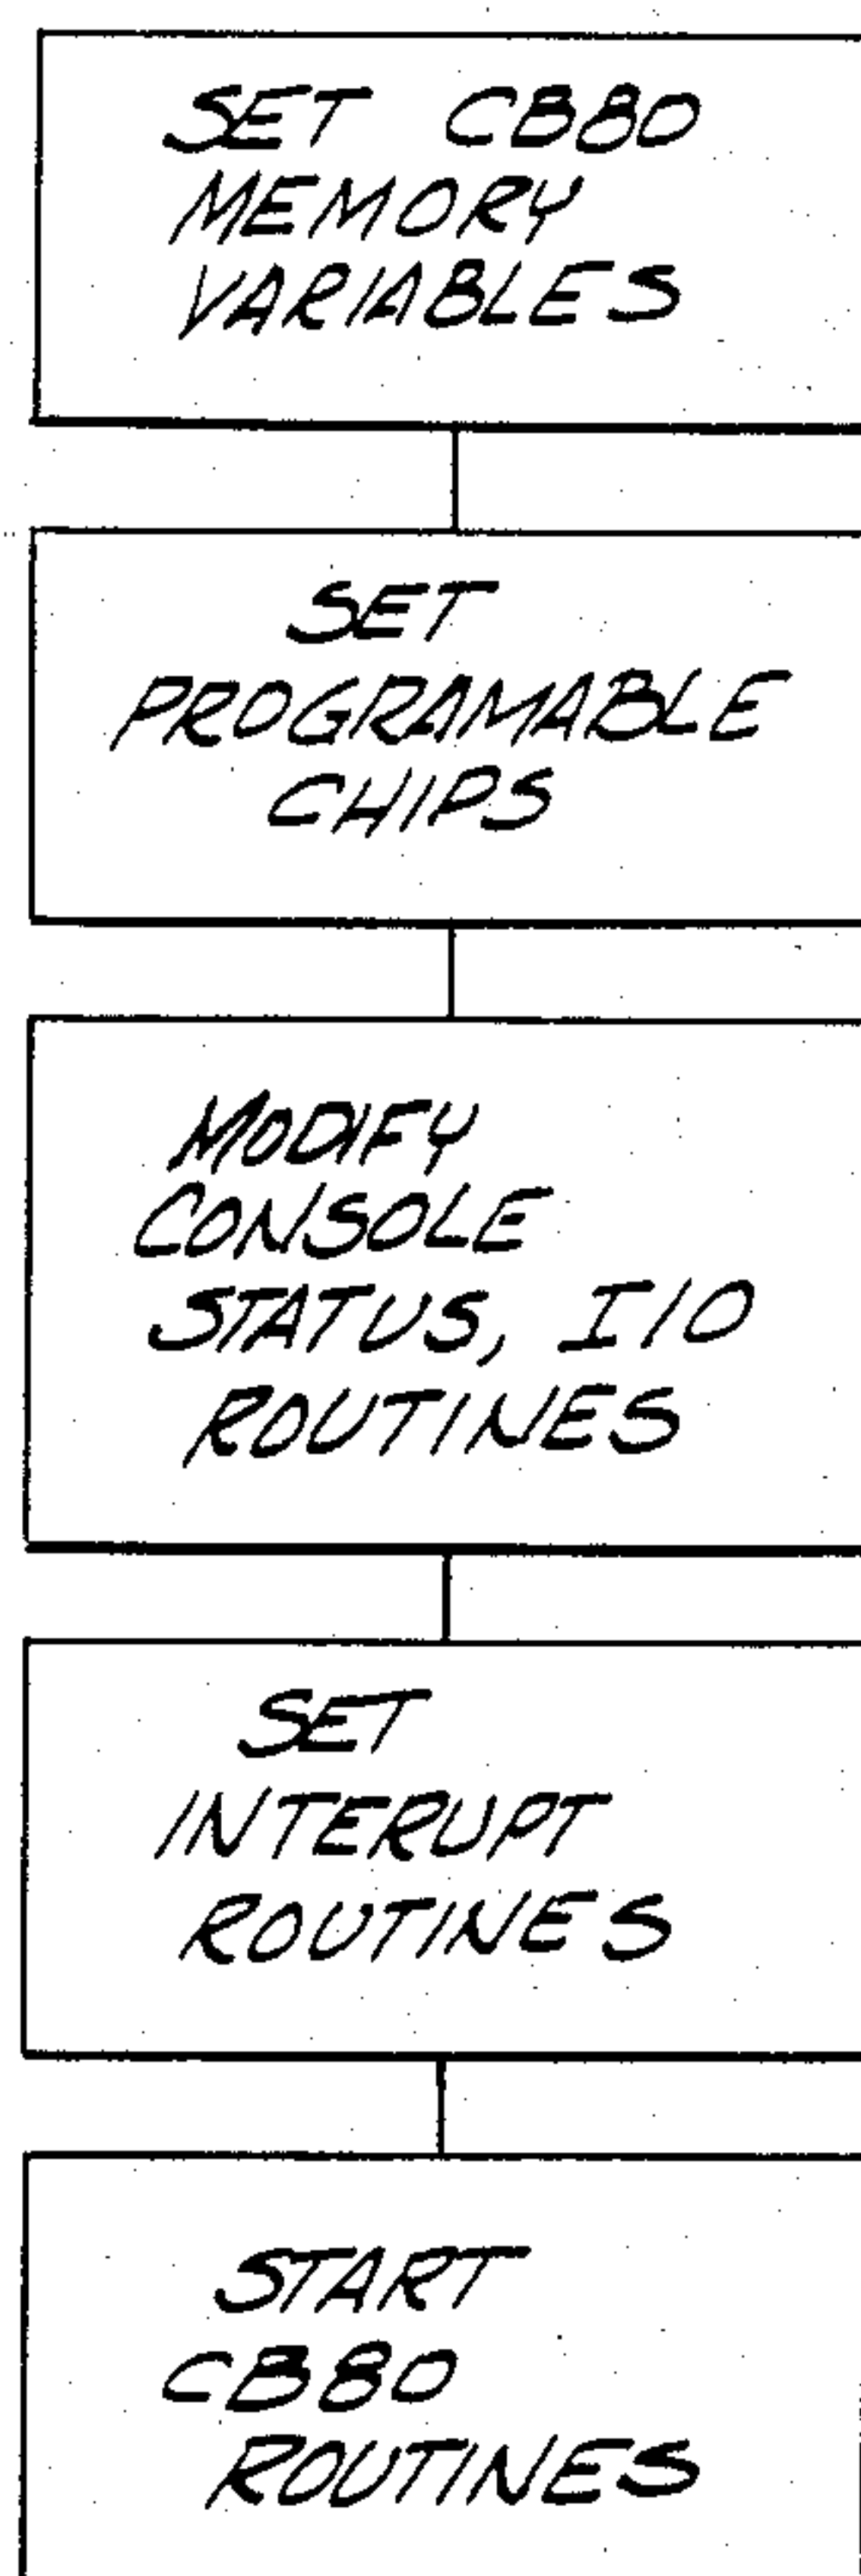 SET CB80
MEMORY
VARIABLES
SET
PROGRAMABLE
CHIPS
MODIFY
CONSOLE
STATUS, I/O
ROUTINES
SET
INTERUPT
ROUTINES
START
CB80
ROUTINES